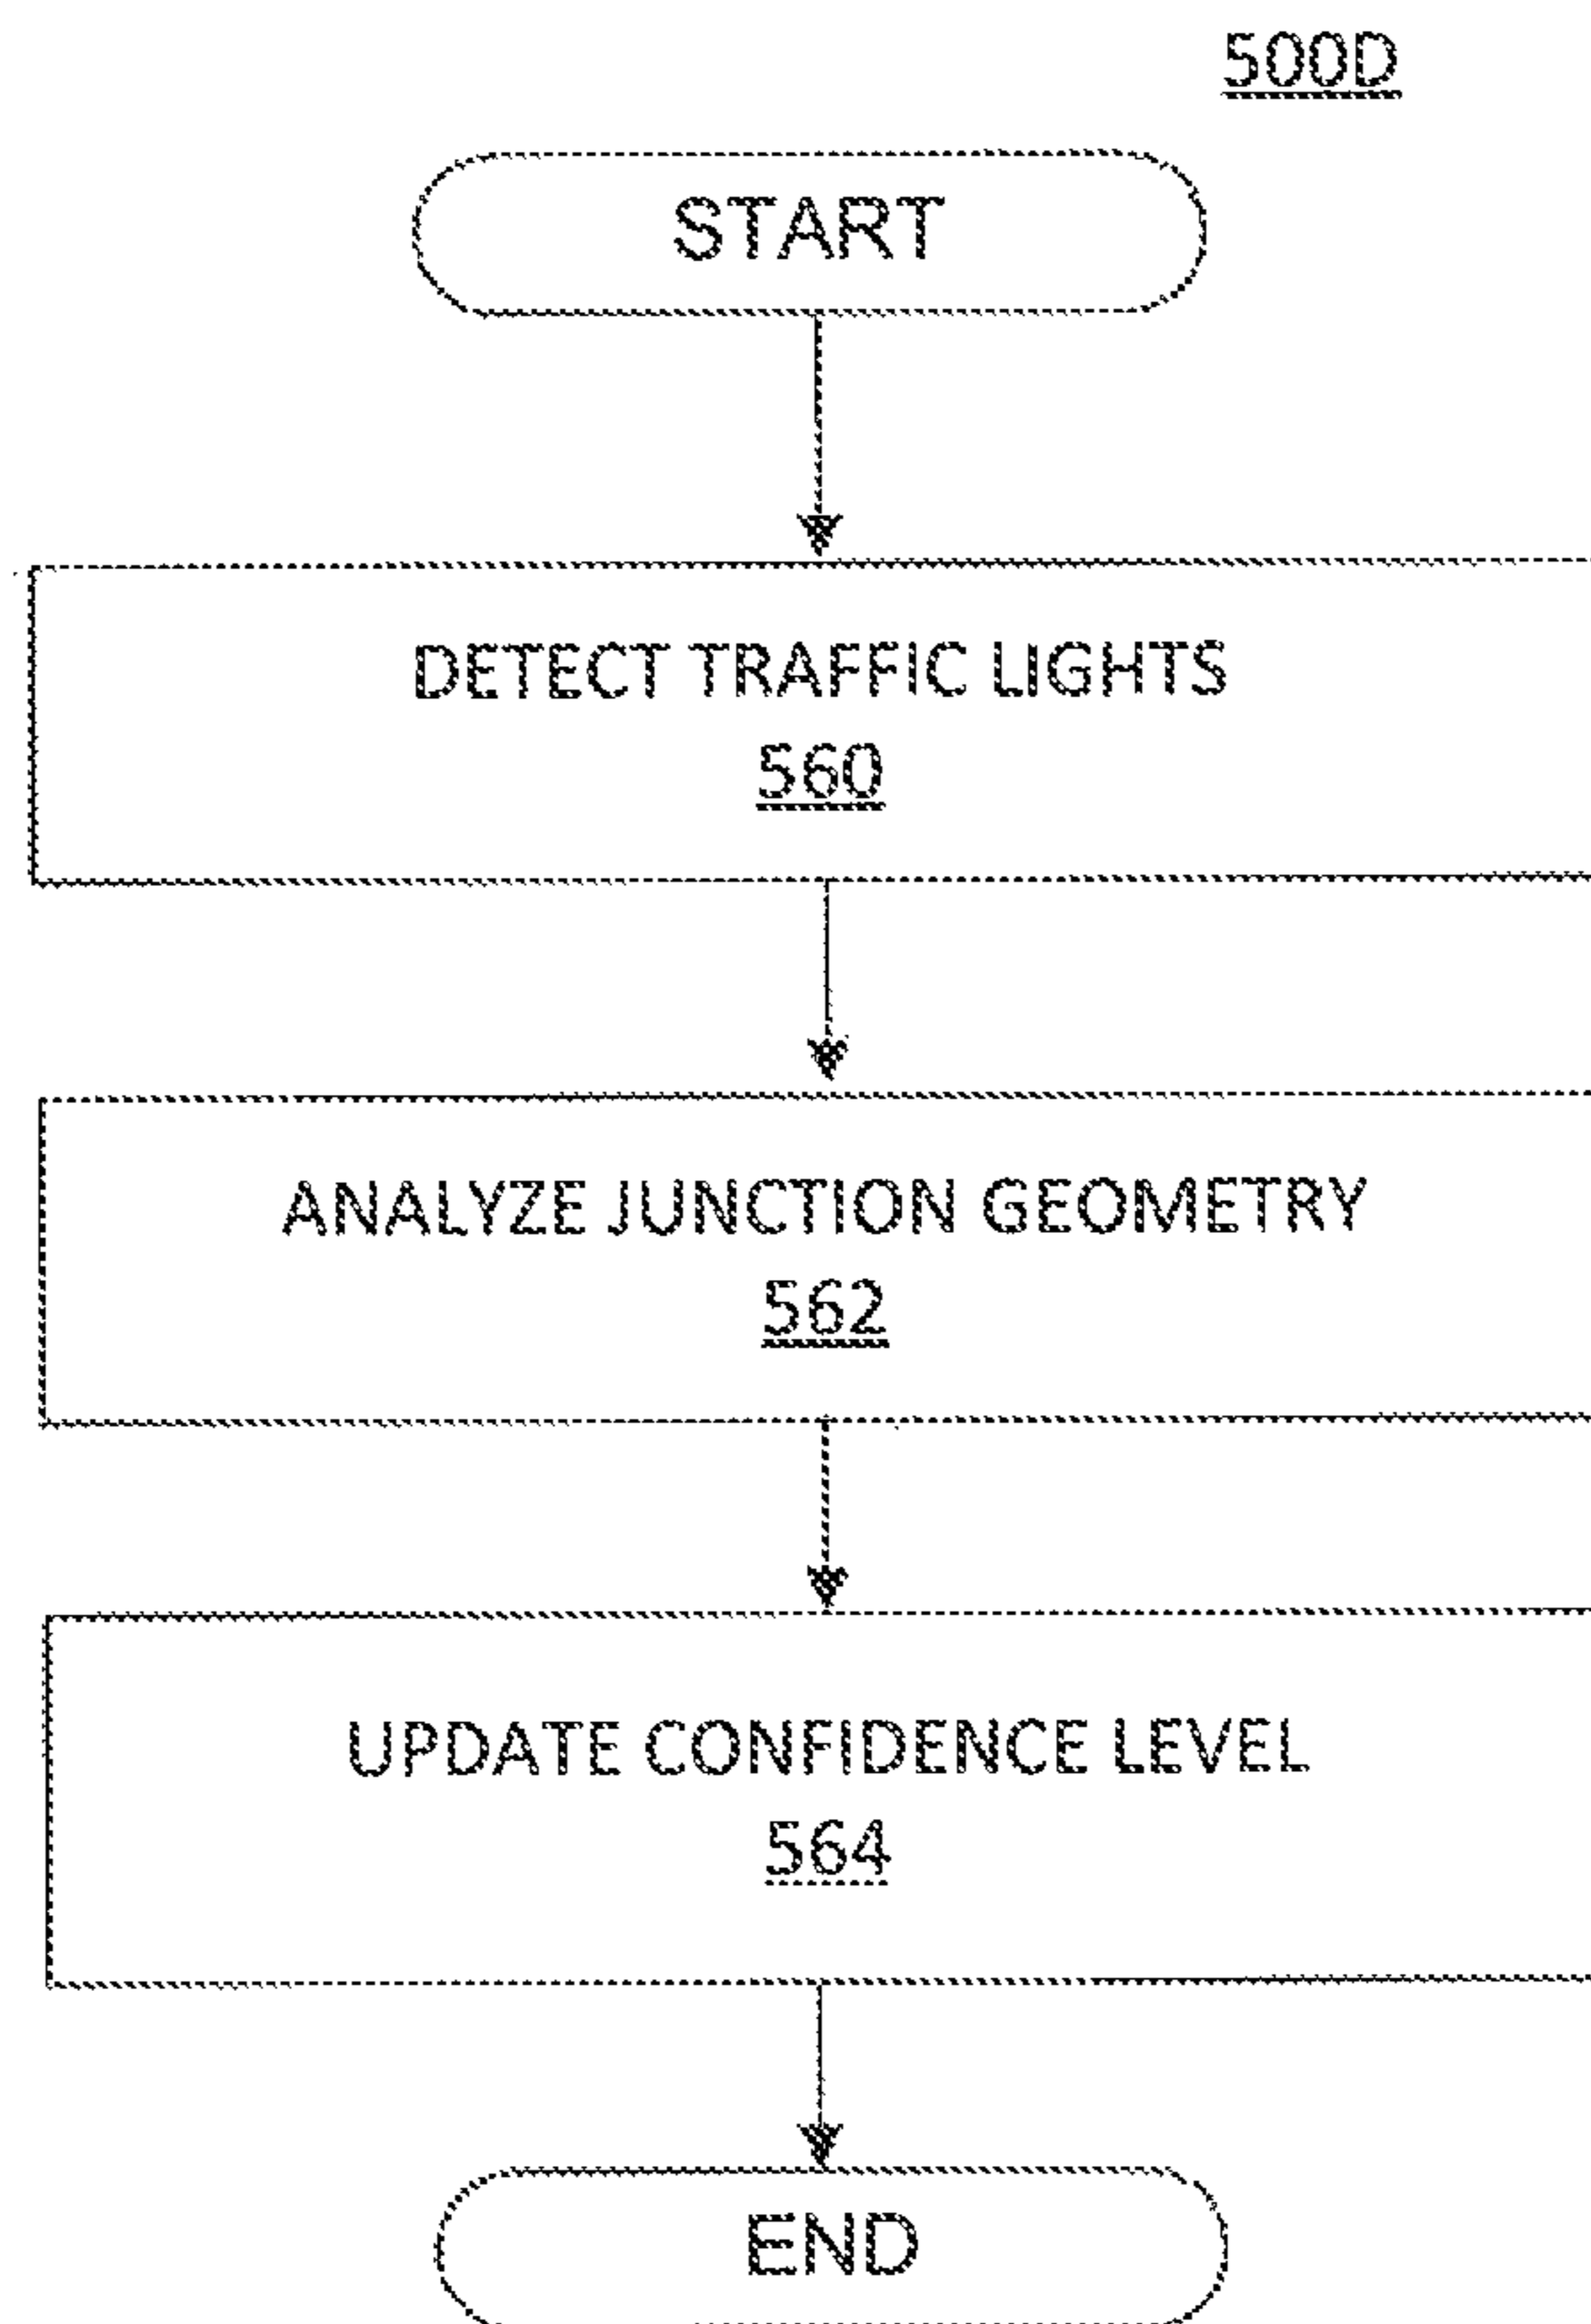 500D
START
DETECT TRAFFIC LIGHTS
560
ANALYZE JUNCTION GEOMETRY
562
UPDATE CONFIDENCE LEVEL
564
END